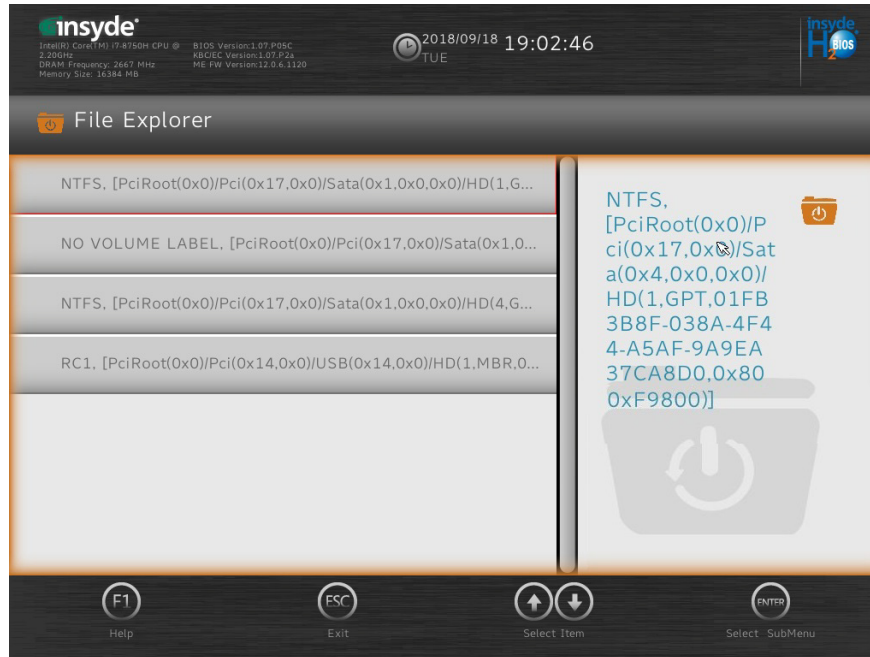 insyde
Intel(R) Core(TM) i7-8750H CPU @
2.20GHz
DRAM Frequency: 2667 MHz
Memory Size: 16384 MB
BIOS Version:1.07.P05C
KBC/EC Version:1.07.P2a
ME FW Version:12.0.6.1120
2018/09/18 19:02:46
TUE
insyde
H2BIOS
File Explorer
NTFS, [PciRoot(0x0)/Pci(0x17,0x0)/Sata(0x1,0x0,0x0)/HD(1,G...
NO VOLUME LABEL, [PciRoot(0x0)/Pci(0x17,0x0)/Sata(0x1,0...
NTFS, [PciRoot(0x0)/Pci(0x17,0x0)/Sata(0x1,0x0,0x0)/HD(4,G...
RC1, [PciRoot(0x0)/Pci(0x14,0x0)/USB(0x14,0x0)/HD(1,MBR,0...
NTFS,
[PciRoot(0x0)/P
ci(0x17,0x0)/Sat
a(0x4,0x0,0x0)/
HD(1,GPT,01FB
3B8F-038A-4F4
4-A5AF-9A9EA
37CA8D0,0x80
0xF9800)]
F1
Help
ESC
Exit
Select Item
ENTER
Select SubMenu